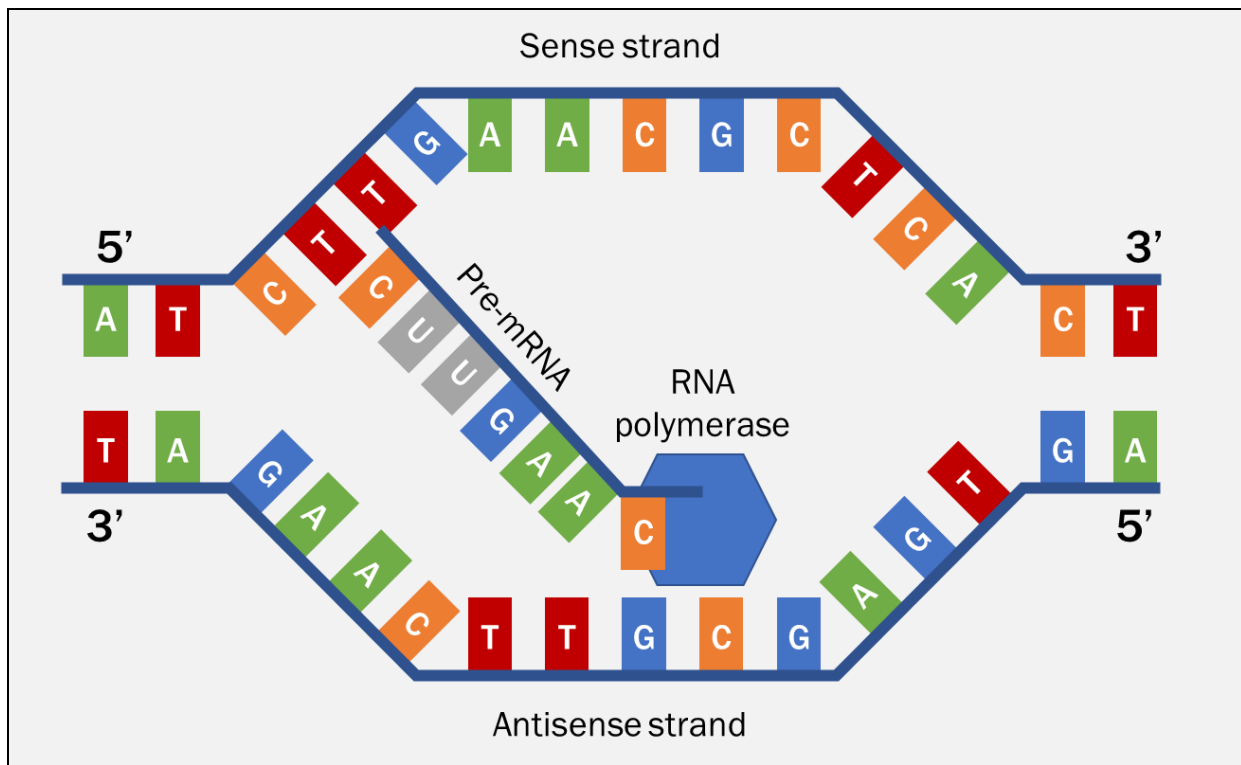 Sense strand
5’
A T C T T G A A C G C T C A C T
3’
Pre-mRNA
C U U G A A C
RNA
polymerase
T A G A A C T T G C G A G T G A
3’
5’
Antisense strand